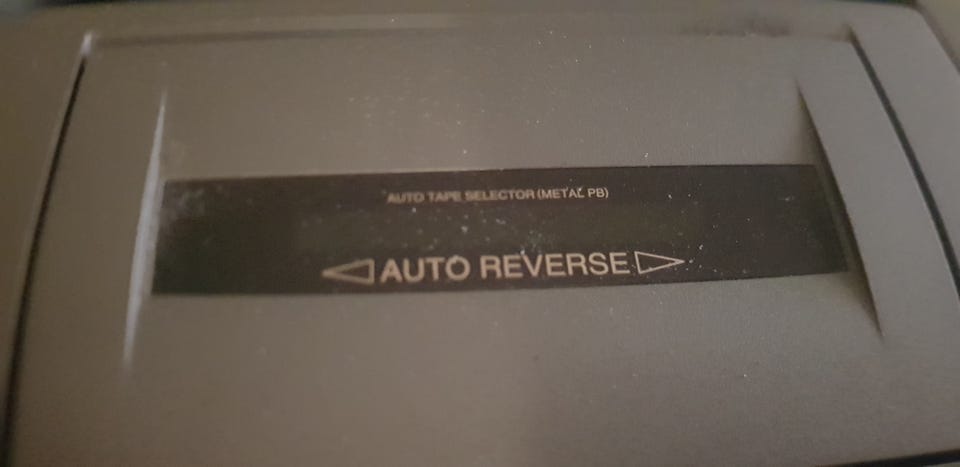 AUTO TAPE SELECTOR (METAL PB)
◁ AUTO REVERSE ▷